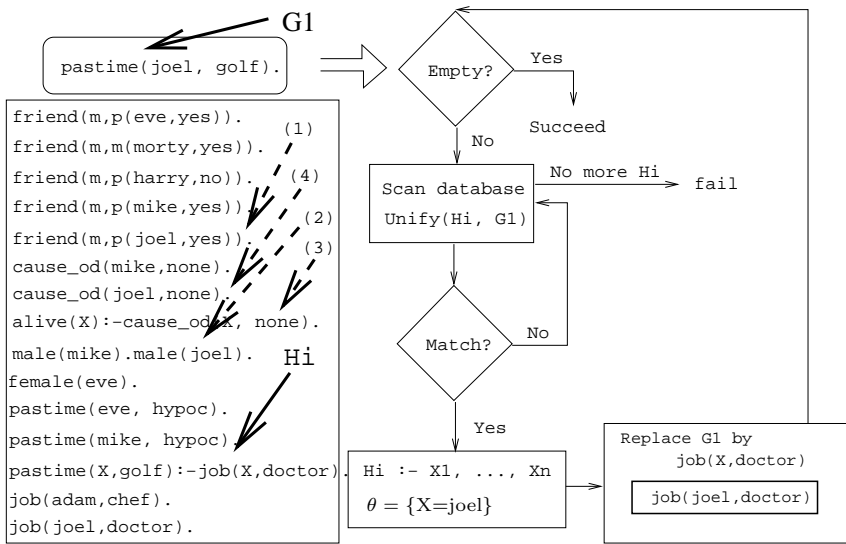 G1
pastime(joel, golf).
friend(m,p(eve,yes)).
(1)
friend(m,m(morty,yes)).
(4)
friend(m,p(harry,no)).
friend(m,p(mike,yes)).
(2)
friend(m,p(joel,yes)).
(3)
cause_od(mike,none).
cause_od(joel,none).
alive(X):-cause_od(X, none).
male(mike).male(joel).
Hi
female(eve).
pastime(eve, hypoc).
pastime(mike, hypoc).
pastime(X,golf):-job(X,doctor).
job(adam,chef).
job(joel,doctor).
Empty?
Yes
Succeed
No
Scan database
Unify(Hi, G1)
No more Hi
fail
Match?
No
Yes
Hi :- X1, ..., Xn
θ = {X=joel}
Replace G1 by
job(X,doctor)
job(joel,doctor)